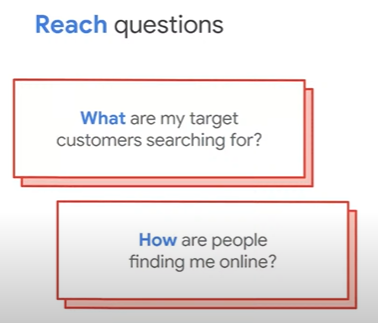 Reach questions
What are my target
customers searching for?
How are people
finding me online?